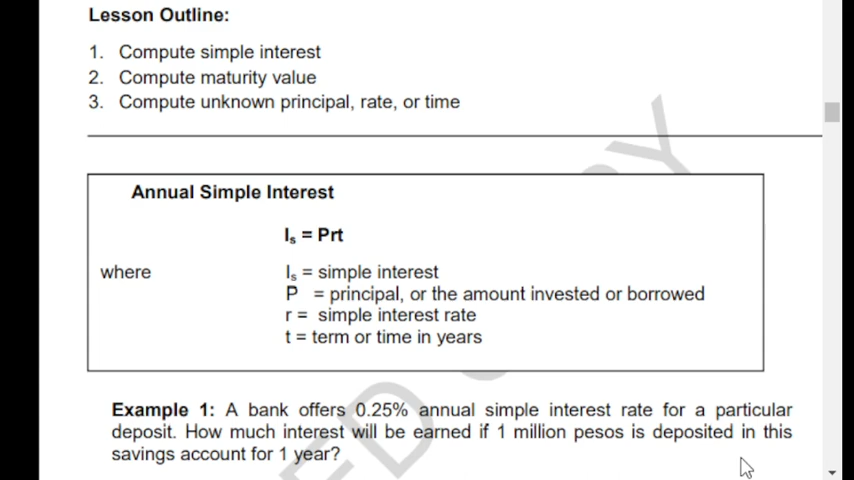 Lesson Outline:
1. Compute simple interest
2. Compute maturity value
3. Compute unknown principal, rate, or time
Annual Simple Interest
Is = Prt
where Is = simple interest
P = principal, or the amount invested or borrowed
r = simple interest rate
t = term or time in years
Example 1: A bank offers 0.25% annual simple interest rate for a particular
deposit. How much interest will be earned if 1 million pesos is deposited in this
savings account for 1 year?